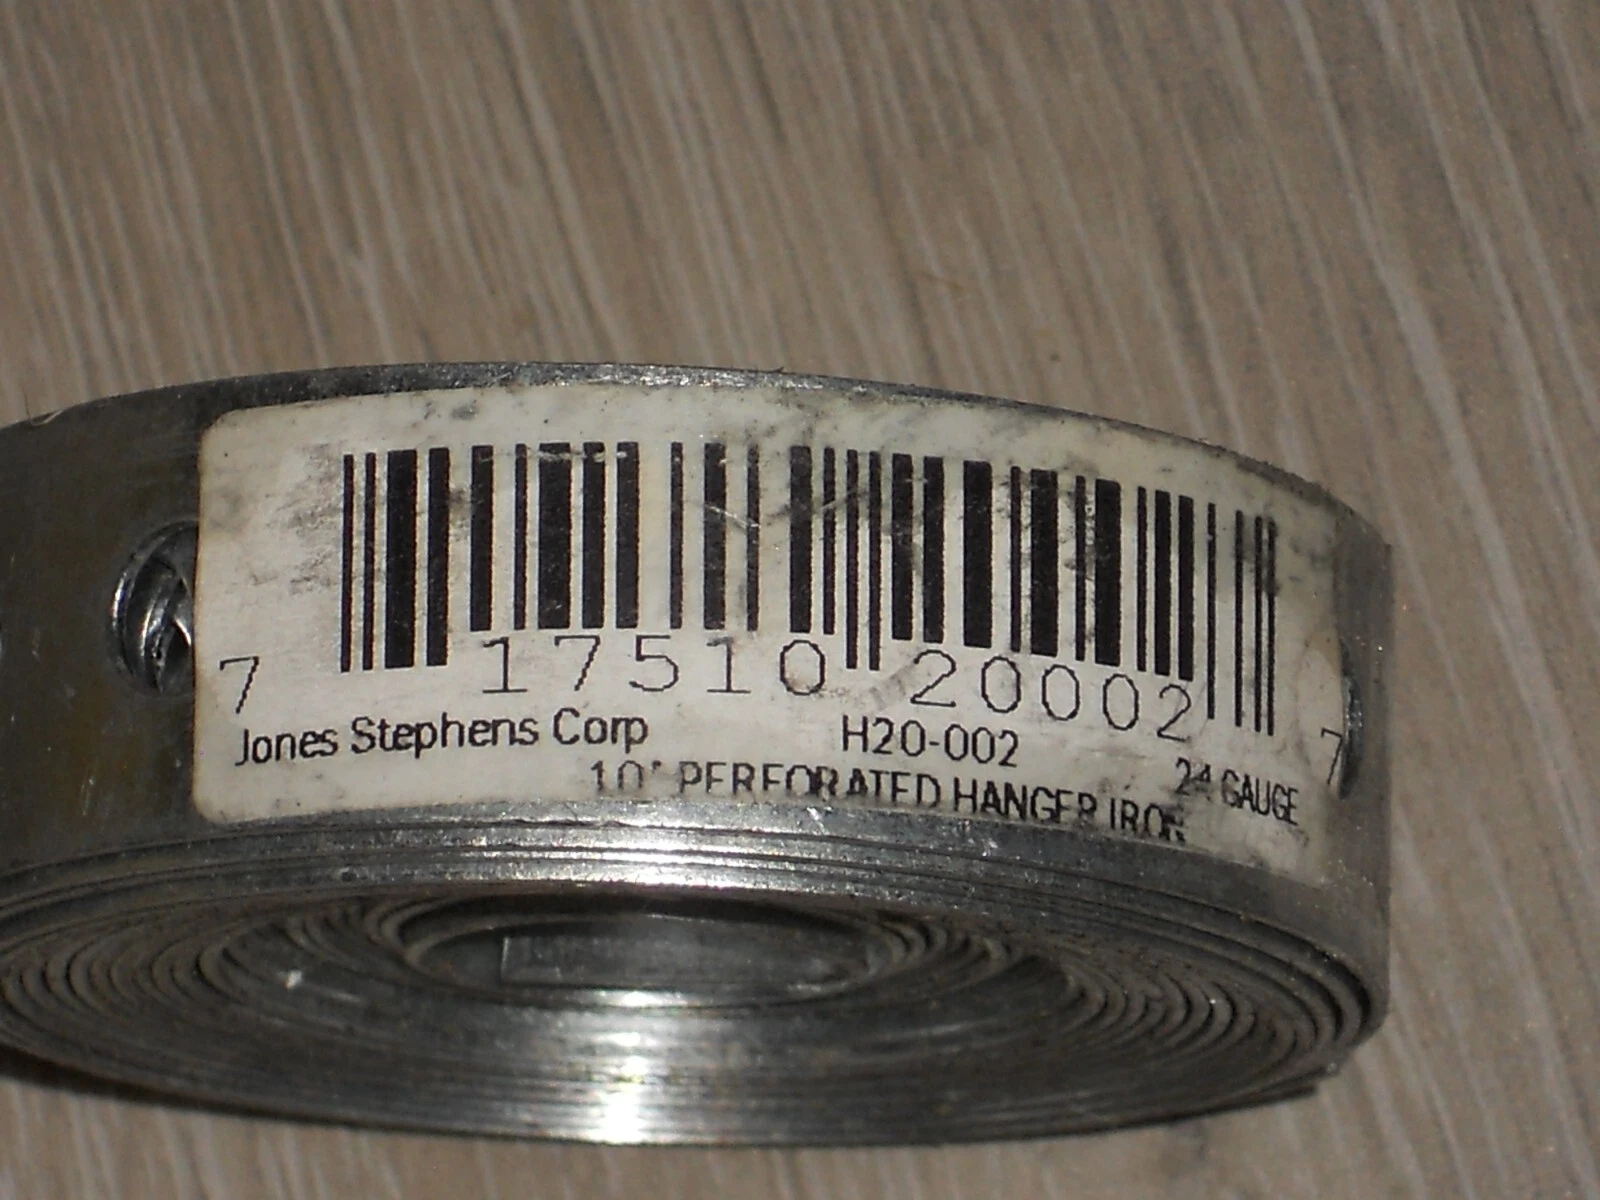 7 17510 20002 7
Jones Stephens Corp H20-002 24 GAUGE
10' PERFORATED HANGER IRON